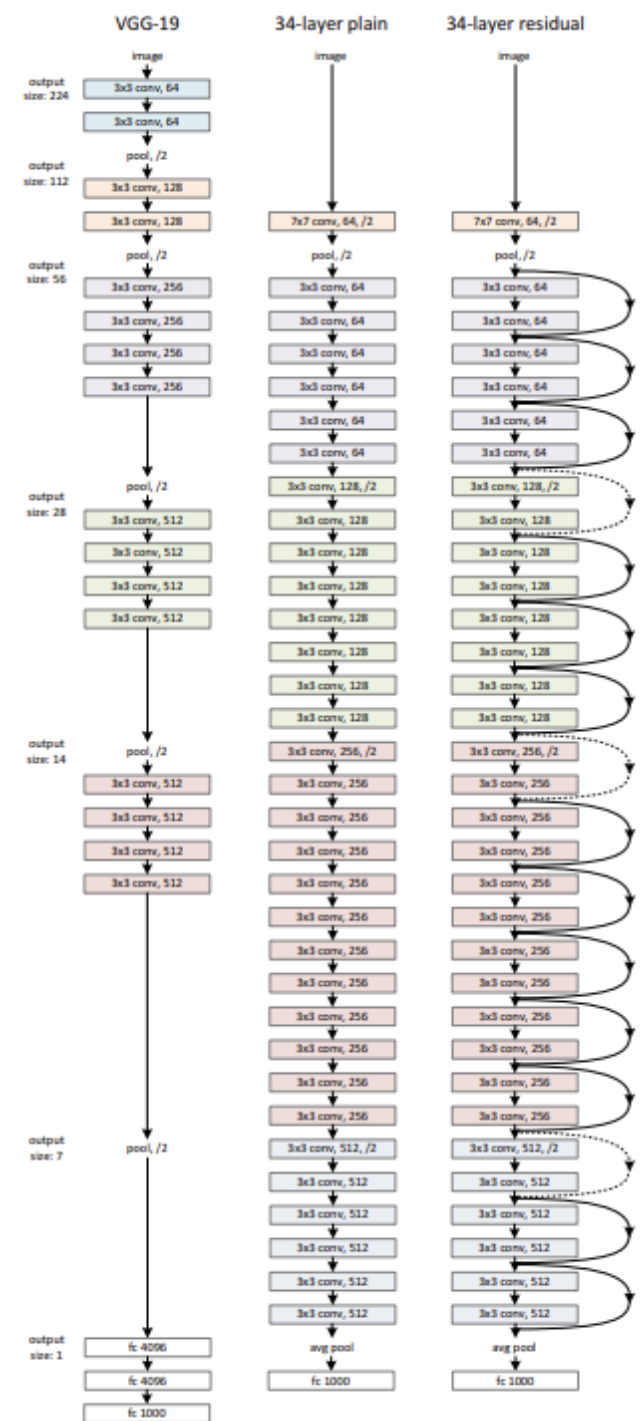 output
size: 224
output
size: 112
output
size: 56
output
size: 28
output
size: 14
output
size: 7
output
size: 1
VGG-19
image
3x3 conv, 64
3x3 conv, 64
pool, /2
3x3 conv, 128
3x3 conv, 128
pool, /2
3x3 conv, 256
3x3 conv, 256
3x3 conv, 256
3x3 conv, 256
pool, /2
3x3 conv, 512
3x3 conv, 512
3x3 conv, 512
3x3 conv, 512
pool, /2
3x3 conv, 512
3x3 conv, 512
3x3 conv, 512
3x3 conv, 512
pool, /2
fc 4096
fc 4096
fc 1000
34-layer plain
image
7x7 conv, 64, /2
pool, /2
3x3 conv, 64
3x3 conv, 64
3x3 conv, 64
3x3 conv, 64
3x3 conv, 64
3x3 conv, 64
3x3 conv, 128, /2
3x3 conv, 128
3x3 conv, 128
3x3 conv, 128
3x3 conv, 128
3x3 conv, 128
3x3 conv, 128
3x3 conv, 128
3x3 conv, 256, /2
3x3 conv, 256
3x3 conv, 256
3x3 conv, 256
3x3 conv, 256
3x3 conv, 256
3x3 conv, 256
3x3 conv, 256
3x3 conv, 256
3x3 conv, 256
3x3 conv, 256
3x3 conv, 256
3x3 conv, 512, /2
3x3 conv, 512
3x3 conv, 512
3x3 conv, 512
3x3 conv, 512
3x3 conv, 512
avg pool
fc 1000
34-layer residual
image
7x7 conv, 64, /2
pool, /2
3x3 conv, 64
3x3 conv, 64
3x3 conv, 64
3x3 conv, 64
3x3 conv, 64
3x3 conv, 64
3x3 conv, 128, /2
3x3 conv, 128
3x3 conv, 128
3x3 conv, 128
3x3 conv, 128
3x3 conv, 128
3x3 conv, 128
3x3 conv, 128
3x3 conv, 256, /2
3x3 conv, 256
3x3 conv, 256
3x3 conv, 256
3x3 conv, 256
3x3 conv, 256
3x3 conv, 256
3x3 conv, 256
3x3 conv, 256
3x3 conv, 256
3x3 conv, 256
3x3 conv, 256
3x3 conv, 512, /2
3x3 conv, 512
3x3 conv, 512
3x3 conv, 512
3x3 conv, 512
3x3 conv, 512
avg pool
fc 1000